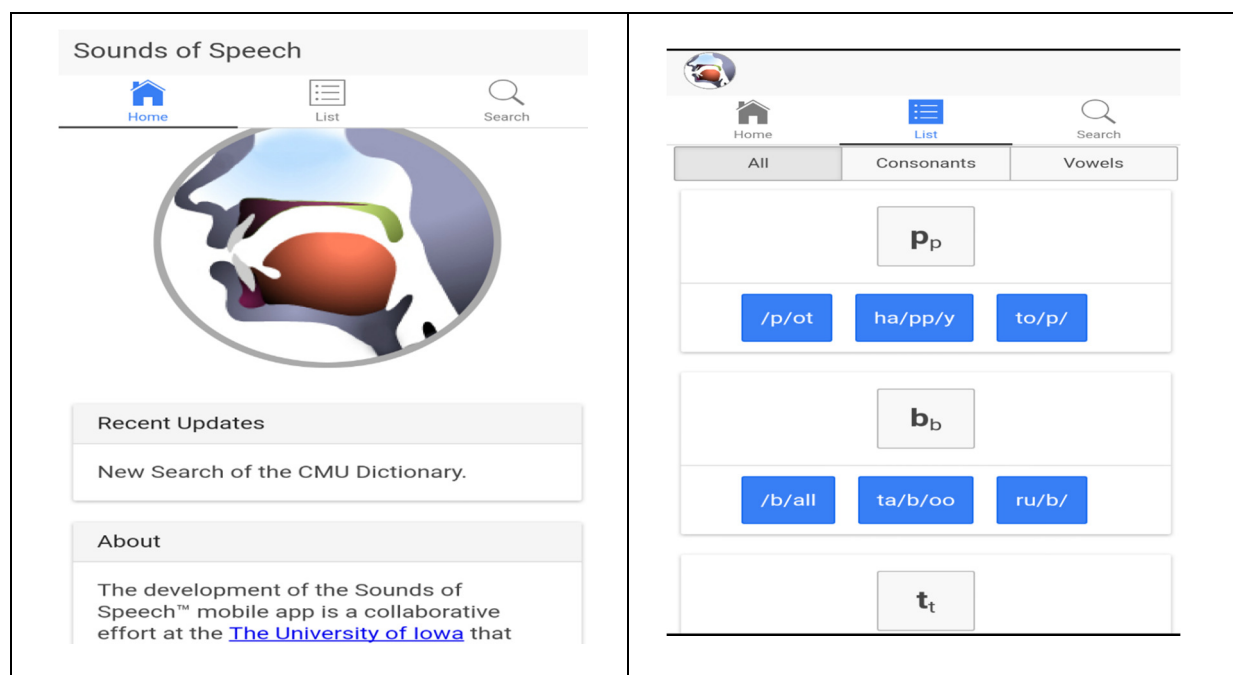 Sounds of Speech
Home List Search
Recent Updates
New Search of the CMU Dictionary.
About
The development of the Sounds of
Speech™ mobile app is a collaborative
effort at the The University of Iowa that
Home List Search
All Consonants Vowels
pp
/p/ot ha/pp/y to/p/
bb
/b/all ta/b/oo ru/b/
tt